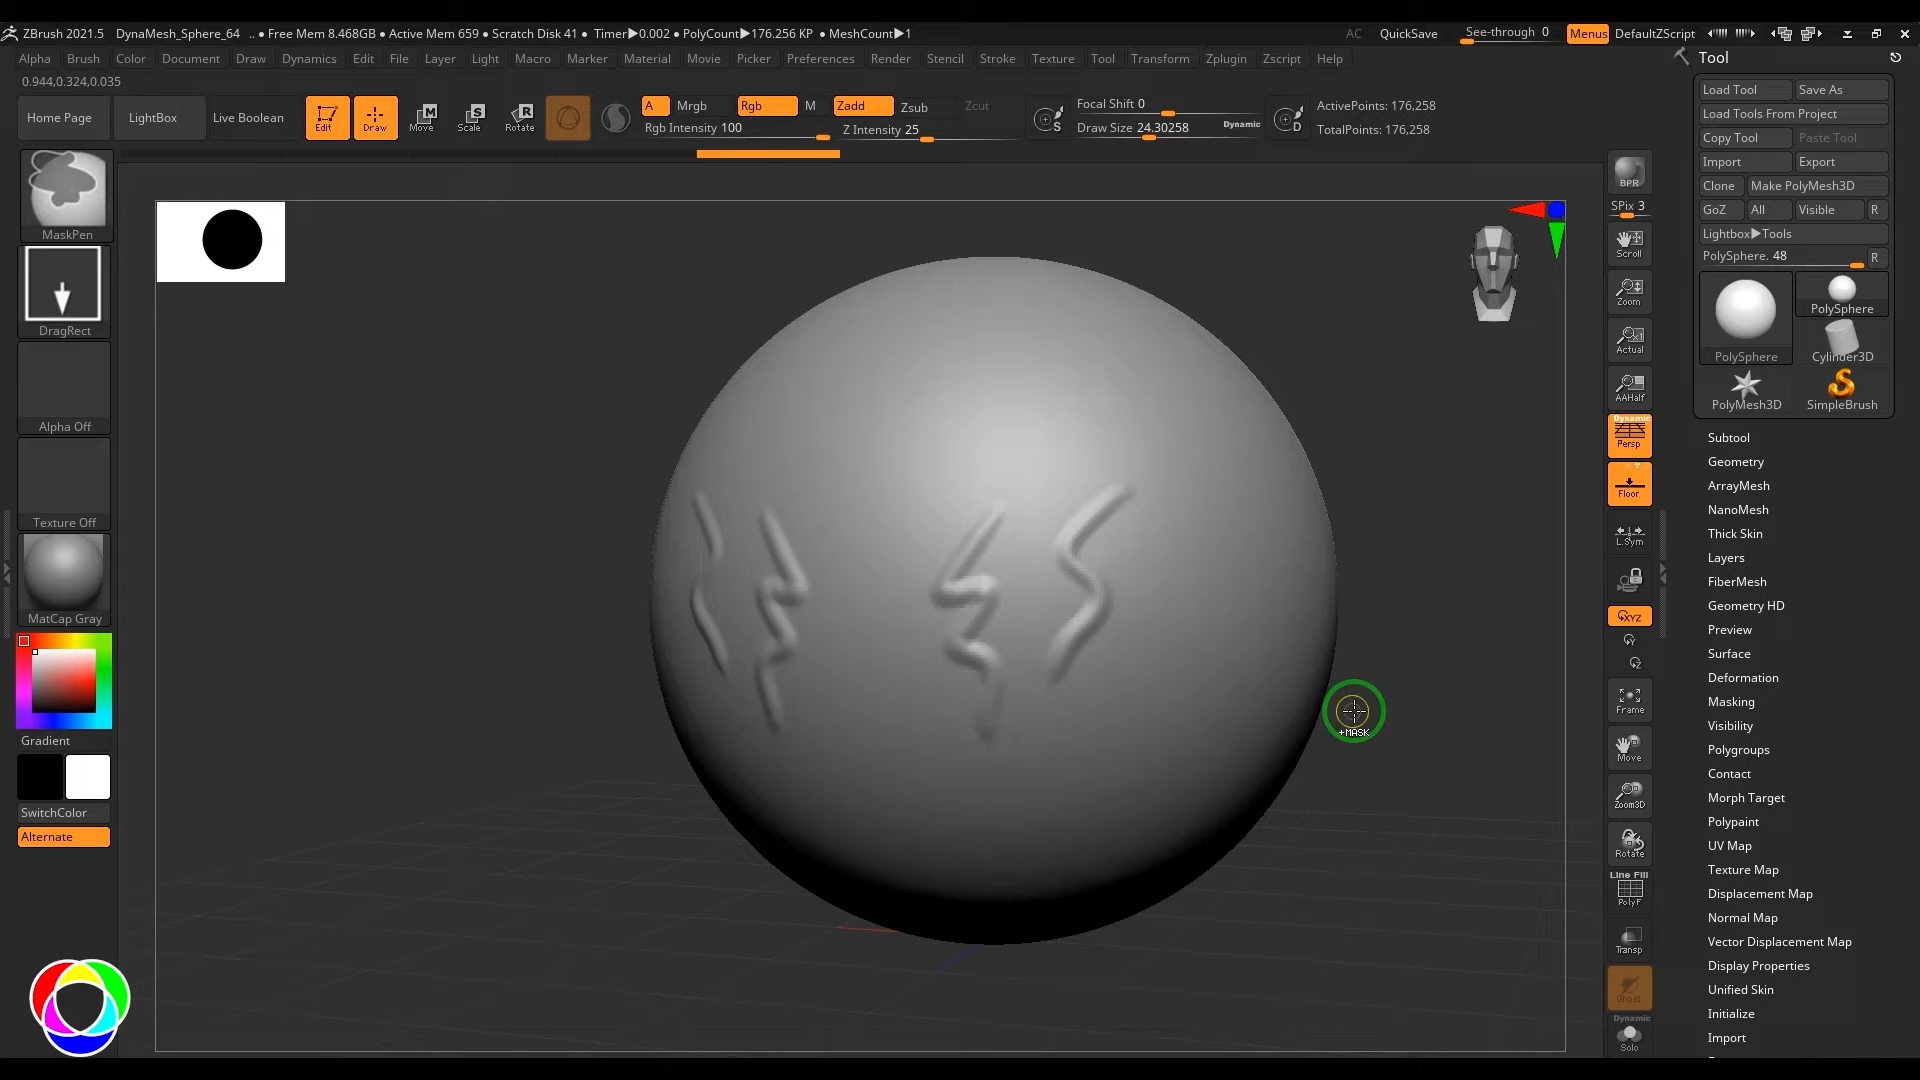 ZBrush 2021.5 DynaMesh_Sphere_64 .. ● Free Mem 8.468GB ● Active Mem 659 ● Scratch Disk 41 ● Timer▶0.002 ● PolyCount▶176.256 KP ● MeshCount▶1 AC QuickSave See-through 0 Menus DefaultZScript
Alpha Brush Color Document Draw Dynamics Edit File Layer Light Macro Marker Material Movie Picker Preferences Render Stencil Stroke Texture Tool Transform Zplugin Zscript Help
0.944,0.324,0.035
Home Page LightBox Live Boolean Edit Draw Move Scale Rotate
A Mrgb Rgb M Zadd Zsub Zcut
Rgb Intensity 100 Z Intensity 25
S Focal Shift 0
Draw Size 24.30258 Dynamic D
ActivePoints: 176,258
TotalPoints: 176,258
MaskPen
DragRect
Alpha Off
Texture Off
MatCap Gray
Gradient
SwitchColor
Alternate
+MASK
BPR
SPix 3
Scroll
Zoom
Actual
AAHalf
Dynamic
Persp
Floor
L.Sym
XYZ
Y
Z
Frame
Move
Zoom3D
Rotate
Line Fill
PolyF
Transp
Ghost
Dynamic
Solo
Tool
Load Tool Save As
Load Tools From Project
Copy Tool Paste Tool
Import Export
Clone Make PolyMesh3D
GoZ All Visible R
Lightbox▶Tools
PolySphere. 48 R
PolySphere PolySphere
Cylinder3D
PolyMesh3D SimpleBrush
Subtool
Geometry
ArrayMesh
NanoMesh
Thick Skin
Layers
FiberMesh
Geometry HD
Preview
Surface
Deformation
Masking
Visibility
Polygroups
Contact
Morph Target
Polypaint
UV Map
Texture Map
Displacement Map
Normal Map
Vector Displacement Map
Display Properties
Unified Skin
Initialize
Import